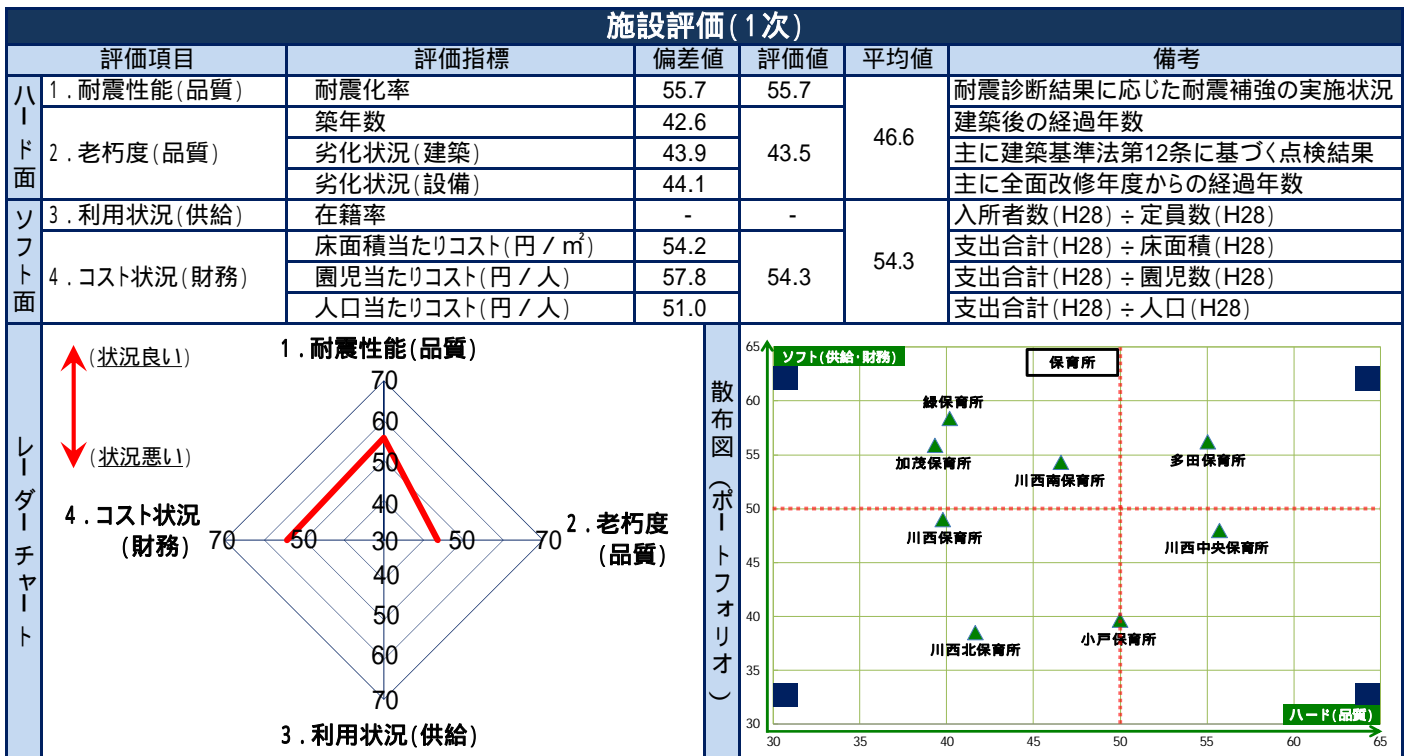 施設評価(1次)
評価項目 評価指標 偏差値 評価値 平均値 備考
ハード面
1.耐震性能(品質) 耐震化率 55.7 55.7 46.6 耐震診断結果に応じた耐震補強の実施状況
2.老朽度(品質) 築年数 42.6 43.5 建築後の経過年数
劣化状況(建築) 43.9 主に建築基準法第12条に基づく点検結果
劣化状況(設備) 44.1 主に全面改修年度からの経過年数
ソフト面
3.利用状況(供給) 在籍率 - - 54.3 入所者数(H28)÷定員数(H28)
4.コスト状況(財務) 床面積当たりコスト(円/㎡) 54.2 54.3 支出合計(H28)÷床面積(H28)
園児当たりコスト(円/人) 57.8 支出合計(H28)÷園児数(H28)
人口当たりコスト(円/人) 51.0 支出合計(H28)÷人口(H28)
レーダーチャート
(状況良い)
(状況悪い)
1.耐震性能(品質)
70
60
50
40
4.コスト状況
(財務)
70 50 30 50 70
2.老朽度
(品質)
40
50
60
70
3.利用状況(供給)
散布図(ポートフォリオ)
65
ソフト(供給・財務)
保育所
60
緑保育所
55
加茂保育所
川西南保育所
多田保育所
50
川西保育所
川西中央保育所
45
40
川西北保育所
小戸保育所
35
ハード(品質)
30
30 35 40 45 50 55 60 65